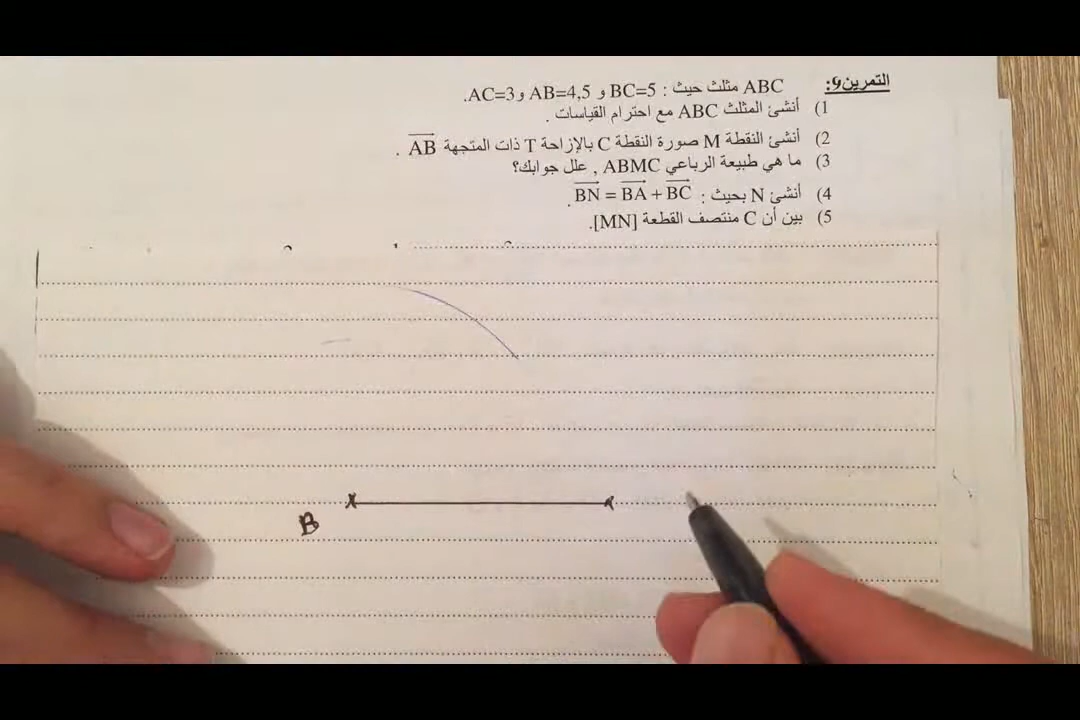 التمرين9:
ABC مثلث حيث : BC=5 و AB=4,5 و AC=3.
1) أنشئ المثلث ABC مع احترام القياسات .
2) أنشئ النقطة M صورة النقطة C بالإزاحة T ذات المتجهة AB .
3) ما هي طبيعة الرباعي ABMC , علل جوابك؟
4) أنشئ N بحيث : BN = BA + BC .
5) بين أن C منتصف القطعة [MN].
B